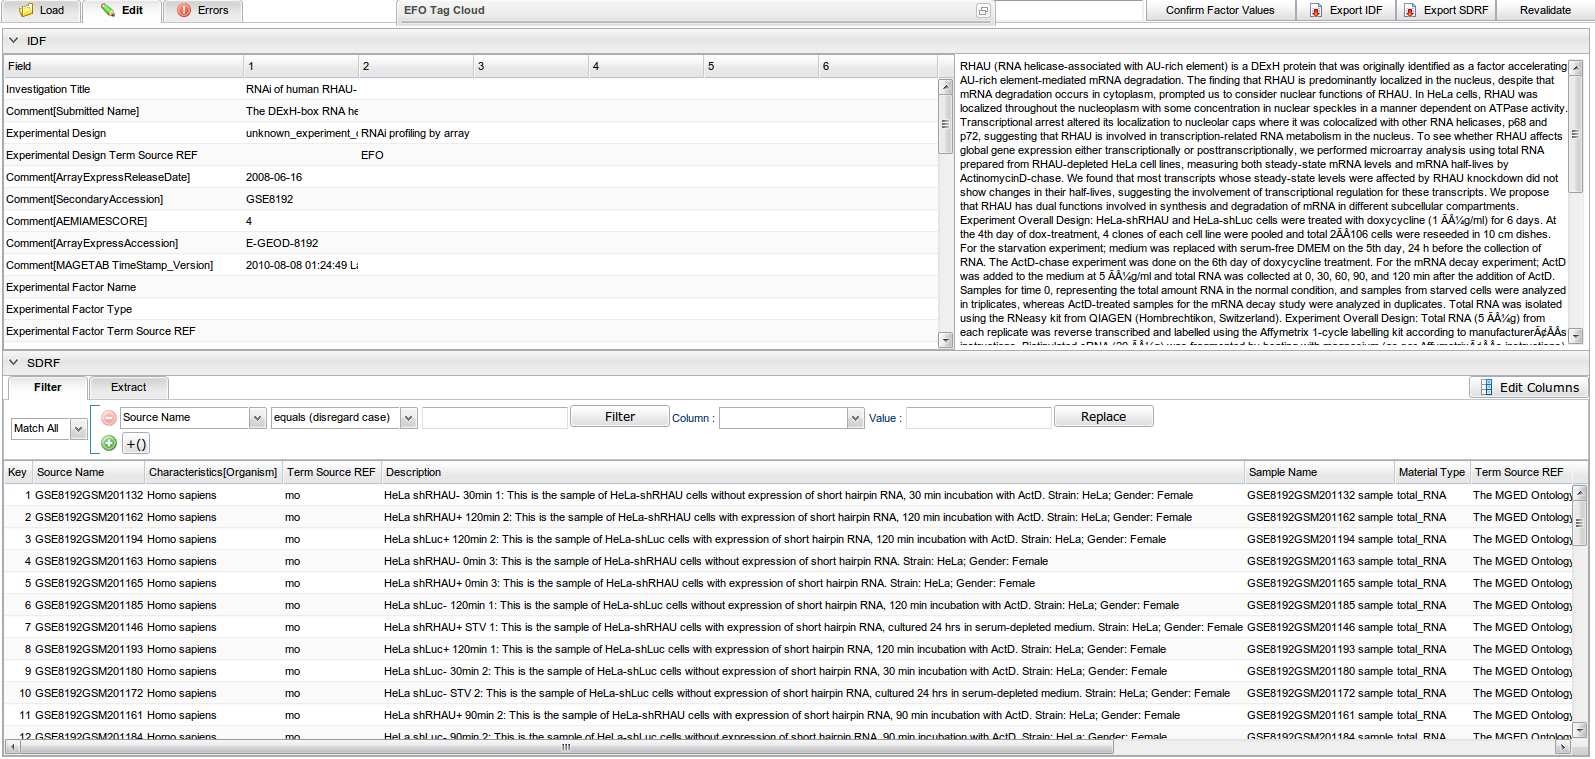 Load Edit Errors EFO Tag Cloud Confirm Factor Values Export IDF Export SDRF Revalidate
IDF
Field 1 2 3 4 5 6
Investigation Title RNAi of human RHAU-
Comment[Submitted Name] The DExH-box RNA he
Experimental Design unknown_experiment_c RNAi profiling by array
Experimental Design Term Source REF EFO
Comment[ArrayExpressReleaseDate] 2008-06-16
Comment[SecondaryAccession] GSE8192
Comment[AEMIAMESCORE] 4
Comment[ArrayExpressAccession] E-GEOD-8192
Comment[MAGETAB TimeStamp_Version] 2010-08-08 01:24:49 La
Experimental Factor Name
Experimental Factor Type
Experimental Factor Term Source REF
RHAU (RNA helicase-associated with AU-rich element) is a DExH protein that was originally identified as a factor accelerating
AU-rich element-mediated mRNA degradation. The finding that RHAU is predominantly localized in the nucleus, despite that
mRNA degradation occurs in cytoplasm, prompted us to consider nuclear functions of RHAU. In HeLa cells, RHAU was
localized throughout the nucleoplasm with some concentration in nuclear speckles in a manner dependent on ATPase activity.
Transcriptional arrest altered its localization to nucleolar caps where it was colocalized with other RNA helicases, p68 and
p72, suggesting that RHAU is involved in transcription-related RNA metabolism in the nucleus. To see whether RHAU affects
global gene expression either transcriptionally or posttranscriptionally, we performed microarray analysis using total RNA
prepared from RHAU-depleted HeLa cell lines, measuring both steady-state mRNA levels and mRNA half-lives by
ActinomycinD-chase. We found that most transcripts whose steady-state levels were affected by RHAU knockdown did not
show changes in their half-lives, suggesting the involvement of transcriptional regulation for these transcripts. We propose
that RHAU has dual functions involved in synthesis and degradation of mRNA in different subcellular compartments.
Experiment Overall Design: HeLa-shRHAU and HeLa-shLuc cells were treated with doxycycline (1 ÃÂ¼g/ml) for 6 days. At
the 4th day of dox-treatment, 4 clones of each cell line were pooled and total 2ÃÂ106 cells were reseeded in 10 cm dishes.
For the starvation experiment; medium was replaced with serum-free DMEM on the 5th day, 24 h before the collection of
RNA. The ActD-chase experiment was done on the 6th day of doxycycline treatment. For the mRNA decay experiment; ActD
was added to the medium at 5 ÃÂ¼g/ml and total RNA was collected at 0, 30, 60, 90, and 120 min after the addition of ActD.
Samples for time 0, representing the total amount RNA in the normal condition, and samples from starved cells were analyzed
in triplicates, whereas ActD-treated samples for the mRNA decay study were analyzed in duplicates. Total RNA was isolated
using the RNeasy kit from QIAGEN (Hombrechtikon, Switzerland). Experiment Overall Design: Total RNA (5 ÃÂ¼g) from
each replicate was reverse transcribed and labelled using the Affymetrix 1-cycle labelling kit according to manufacturerÃ¢ÂÂs
SDRF
Filter Extract Edit Columns
Match All Source Name equals (disregard case) Filter Column : Value : Replace
+()
Key Source Name Characteristics[Organism] Term Source REF Description Sample Name Material Type Term Source REF
1 GSE8192GSM201132 Homo sapiens mo HeLa shRHAU- 30min 1: This is the sample of HeLa-shRHAU cells without expression of short hairpin RNA, 30 min incubation with ActD. Strain: HeLa; Gender: Female GSE8192GSM201132 sample total_RNA The MGED Ontology
2 GSE8192GSM201162 Homo sapiens mo HeLa shRHAU+ 120min 2: This is the sample of HeLa-shRHAU cells with expression of short hairpin RNA, 120 min incubation with ActD. Strain: HeLa; Gender: Female GSE8192GSM201162 sample total_RNA The MGED Ontology
3 GSE8192GSM201194 Homo sapiens mo HeLa shLuc+ 120min 2: This is the sample of HeLa-shLuc cells with expression of short hairpin RNA, 120 min incubation with ActD. Strain: HeLa; Gender: Female GSE8192GSM201194 sample total_RNA The MGED Ontology
4 GSE8192GSM201163 Homo sapiens mo HeLa shRHAU- 0min 3: This is the sample of HeLa-shRHAU cells without expression of short hairpin RNA. Strain: HeLa; Gender: Female GSE8192GSM201163 sample total_RNA The MGED Ontology
5 GSE8192GSM201165 Homo sapiens mo HeLa shRHAU+ 0min 3: This is the sample of HeLa-shRHAU cells with expression of short hairpin RNA. Strain: HeLa; Gender: Female GSE8192GSM201165 sample total_RNA The MGED Ontology
6 GSE8192GSM201185 Homo sapiens mo HeLa shLuc- 120min 1: This is the sample of HeLa-shLuc cells without expression of short hairpin RNA, 120 min incubation with ActD. Strain: HeLa; Gender: Female GSE8192GSM201185 sample total_RNA The MGED Ontology
7 GSE8192GSM201146 Homo sapiens mo HeLa shRHAU+ STV 1: This is the sample of HeLa-shRHAU cells with expression of short hairpin RNA, cultured 24 hrs in serum-depleted medium. Strain: HeLa; Gender: Female GSE8192GSM201146 sample total_RNA The MGED Ontology
8 GSE8192GSM201193 Homo sapiens mo HeLa shLuc+ 120min 1: This is the sample of HeLa-shLuc cells with expression of short hairpin RNA, 120 min incubation with ActD. Strain: HeLa; Gender: Female GSE8192GSM201193 sample total_RNA The MGED Ontology
9 GSE8192GSM201180 Homo sapiens mo HeLa shLuc- 30min 2: This is the sample of HeLa-shLuc cells without expression of short hairpin RNA, 30 min incubation with ActD. Strain: HeLa; Gender: Female GSE8192GSM201180 sample total_RNA The MGED Ontology
10 GSE8192GSM201172 Homo sapiens mo HeLa shLuc- STV 2: This is the sample of HeLa-shLuc cells without expression of short hairpin RNA, cultured 24 hrs in serum-depleted medium. Strain: HeLa; Gender: Female GSE8192GSM201172 sample total_RNA The MGED Ontology
11 GSE8192GSM201161 Homo sapiens mo HeLa shRHAU+ 90min 2: This is the sample of HeLa-shRHAU cells with expression of short hairpin RNA, 90 min incubation with ActD. Strain: HeLa; Gender: Female GSE8192GSM201161 sample total_RNA The MGED Ontology
12 GSE8192GSM201184 Homo sapiens mo HeLa shLuc- 90min 2: This is the sample of HeLa-shLuc cells without expression of short hairpin RNA, 90 min incubation with ActD. Strain: HeLa; Gender: Female GSE8192GSM201184 sample total_RNA The MGED Ontology